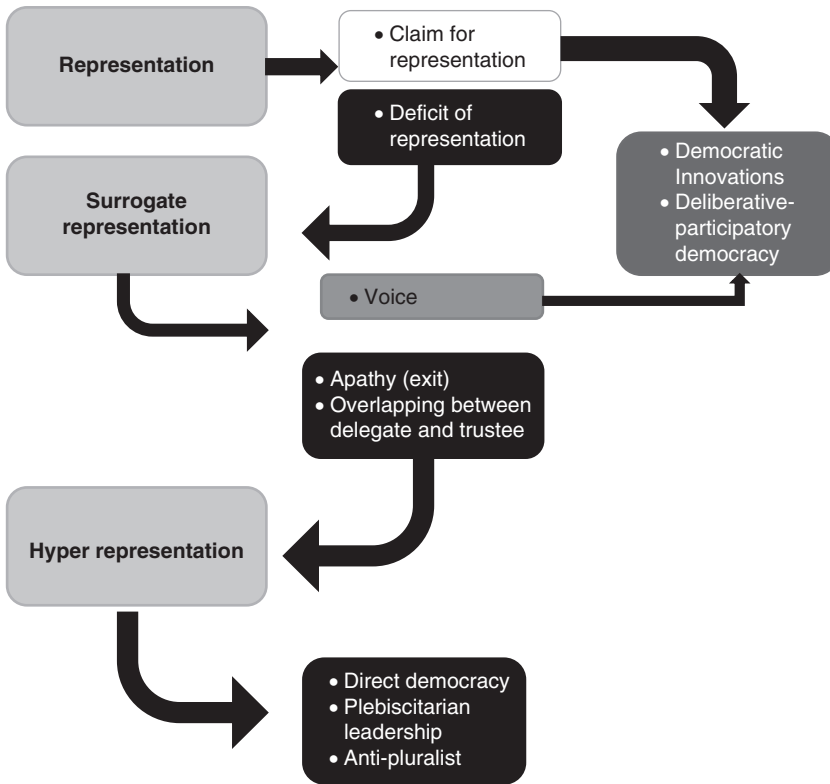 Representation
• Claim for
representation
• Deficit of
representation
• Democratic
Innovations
• Deliberative-
participatory
democracy
Surrogate
representation
• Voice
• Apathy (exit)
• Overlapping between
delegate and trustee
Hyper representation
• Direct democracy
• Plebiscitarian
leadership
• Anti-pluralist